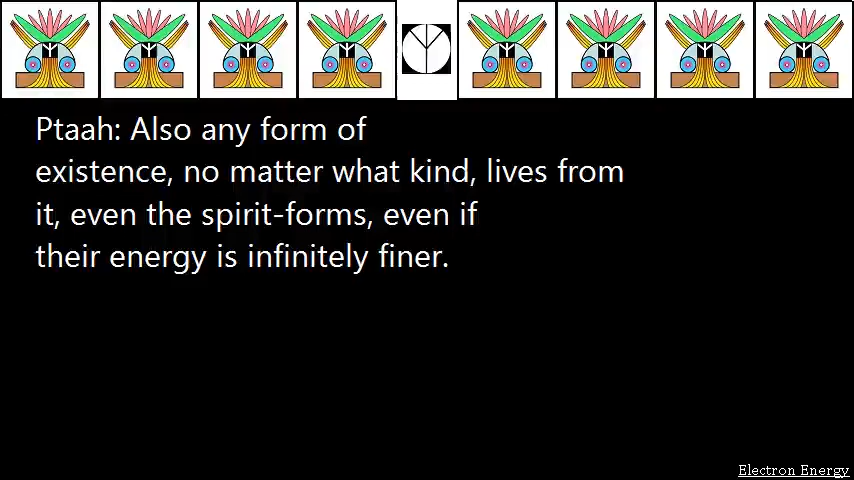 Ptaah: Also any form of
existence, no matter what kind, lives from
it, even the spirit-forms, even if
their energy is infinitely finer.
Electron Energy